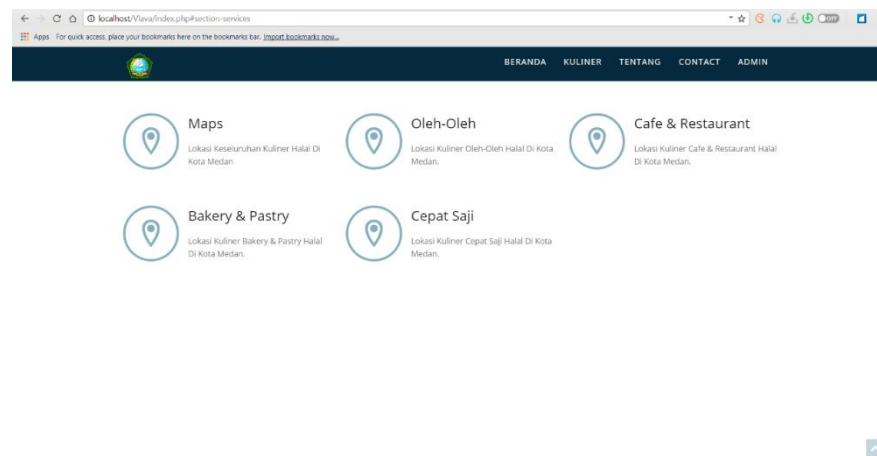 localhost/Vlava/index.php#section-services
Apps For quick access, place your bookmarks here on the bookmarks bar. Import bookmarks now...
BERANDA KULINER TENTANG CONTACT ADMIN
Maps
Lokasi Keseluruhan Kuliner Halal Di
Kota Medan
Oleh-Oleh
Lokasi Kuliner Oleh-Oleh Halal Di Kota
Medan.
Cafe & Restaurant
Lokasi Kuliner Cafe & Restaurant Halal
Di Kota Medan.
Bakery & Pastry
Lokasi Kuliner Bakery & Pastry Halal
Di Kota Medan.
Cepat Saji
Lokasi Kuliner Cepat Saji Halal Di Kota
Medan.